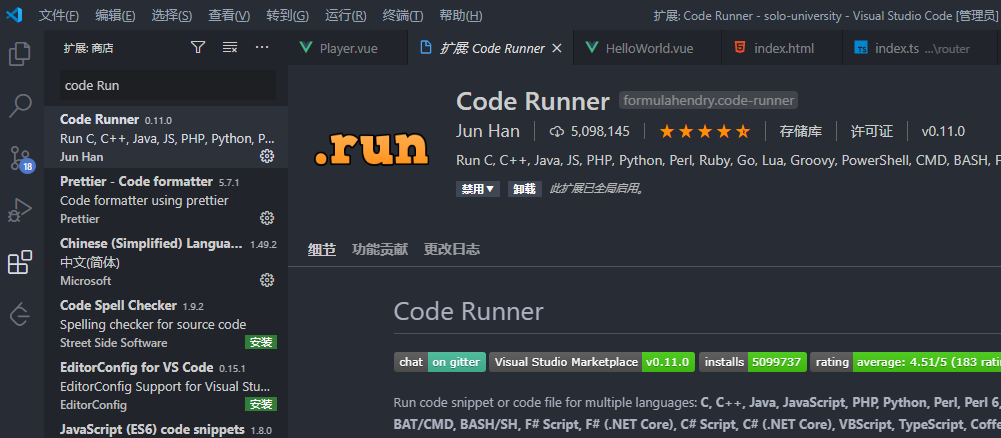 文件(F) 编辑(E) 选择(S) 查看(V) 转到(G) 运行(R) 终端(T) 帮助(H) 扩展: Code Runner - solo-university - Visual Studio Code [管理员]
扩展: 商店
code Run
Code Runner 0.11.0
Run C, C++, Java, JS, PHP, Python, P...
Jun Han
18
Prettier - Code formatter 5.7.1
Code formatter using prettier
Prettier
Chinese (Simplified) Langua... 1.49.2
中文(简体)
Microsoft
Code Spell Checker 1.9.2
Spelling checker for source code
Street Side Software 安装
EditorConfig for VS Code 0.15.1
EditorConfig Support for Visual Stu...
EditorConfig 安装
JavaScript (ES6) code snippets 1.8.0
Player.vue 扩展 Code Runner HelloWorld.vue index.html index.ts ...\router
.run
Code Runner formulahendry.code-runner
Jun Han 5,098,145 存储库 许可证 v0.11.0
Run C, C++, Java, JS, PHP, Python, Perl, Ruby, Go, Lua, Groovy, PowerShell, CMD, BASH, F
禁用 卸载 此扩展已全局启用。
细节 功能贡献 更改日志
Code Runner
chat on gitter Visual Studio Marketplace v0.11.0 installs 5099737 rating average: 4.51/5 (183 ratin
Run code snippet or code file for multiple languages: C, C++, Java, JavaScript, PHP, Python, Perl, Perl 6,
BAT/CMD, BASH/SH, F# Script, F# (.NET Core), C# Script, C# (.NET Core), VBScript, TypeScript, Coffe